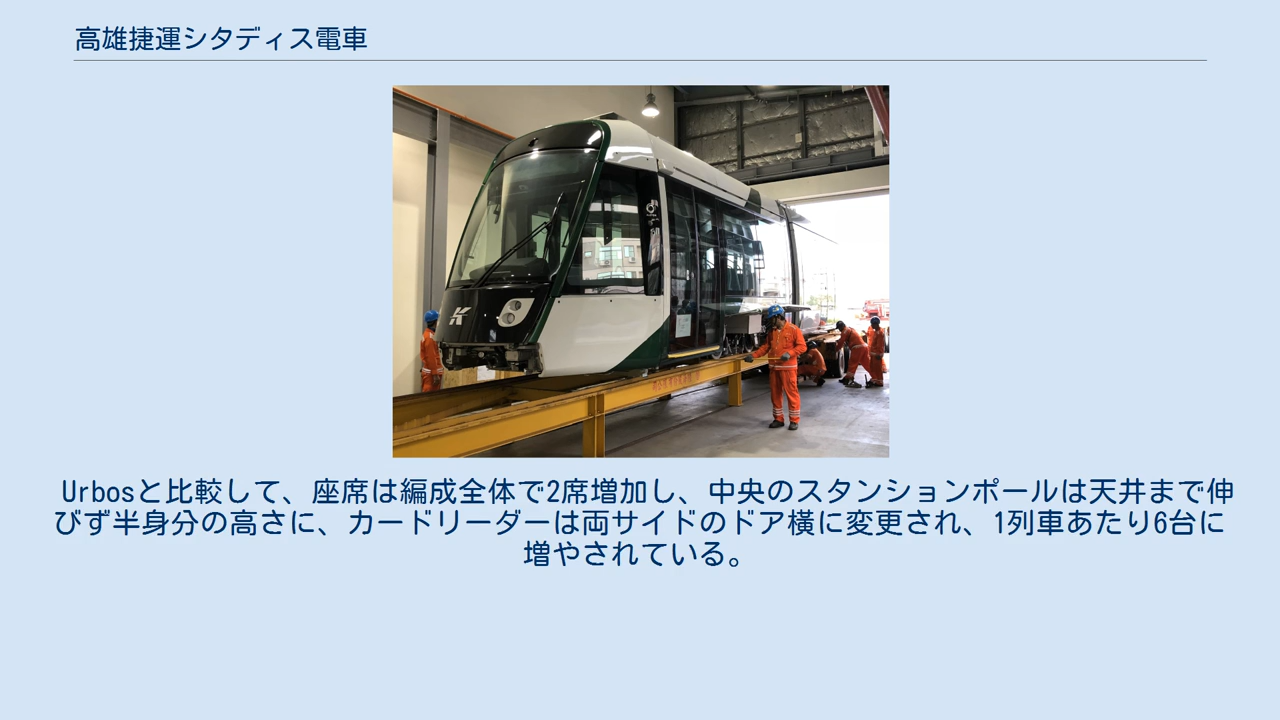 高雄捷運シタディス電車
Urbosと比較して、座席は編成全体で2席増加し、中央のスタンションポールは天井まで伸
びず半身分の高さに、カードリーダーは両サイドのドア横に変更され、1列車あたり6台に
増やされている。